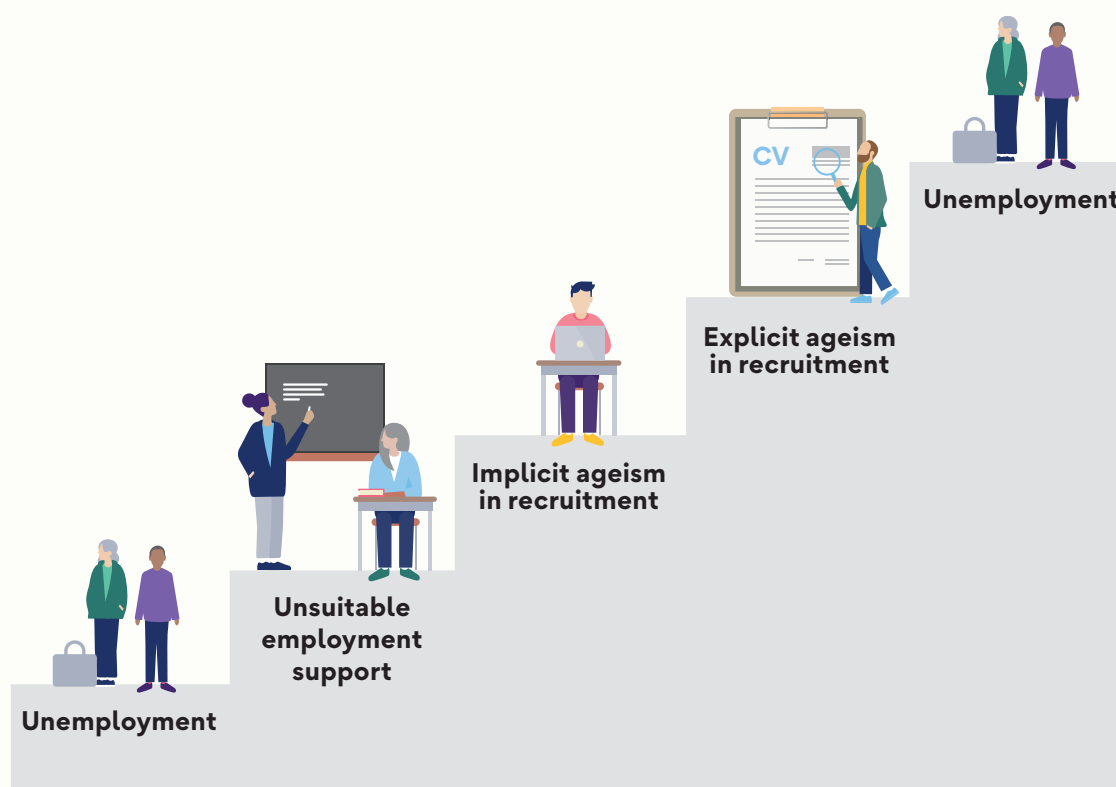 Unemployment
Unsuitable
employment
support
Implicit ageism
in recruitment
CV
Explicit ageism
in recruitment
Unemployment